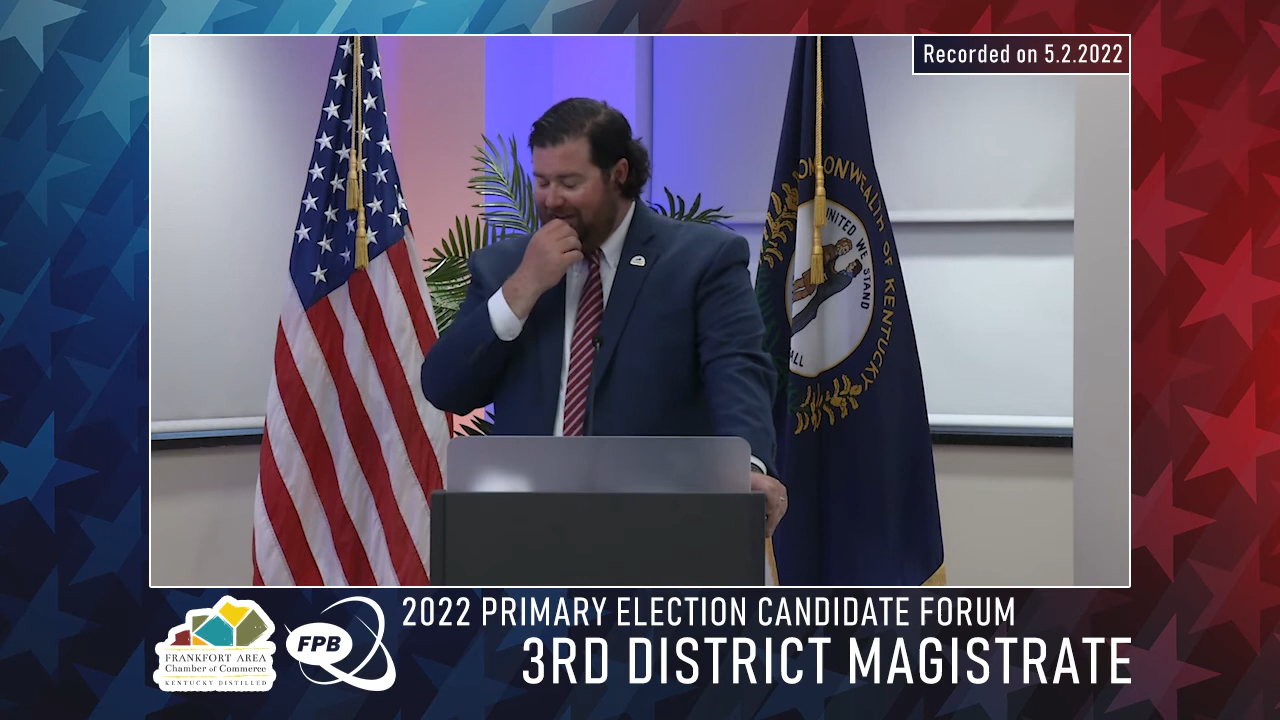 Recorded on 5.2.2022
COMMONWEALTH OF KENTUCKY
UNITED WE STAND
ALL
2022 PRIMARY ELECTION CANDIDATE FORUM
3RD DISTRICT MAGISTRATE
FRANKFORT AREA
Chamber of Commerce
KENTUCKY DISTILLED
FPB